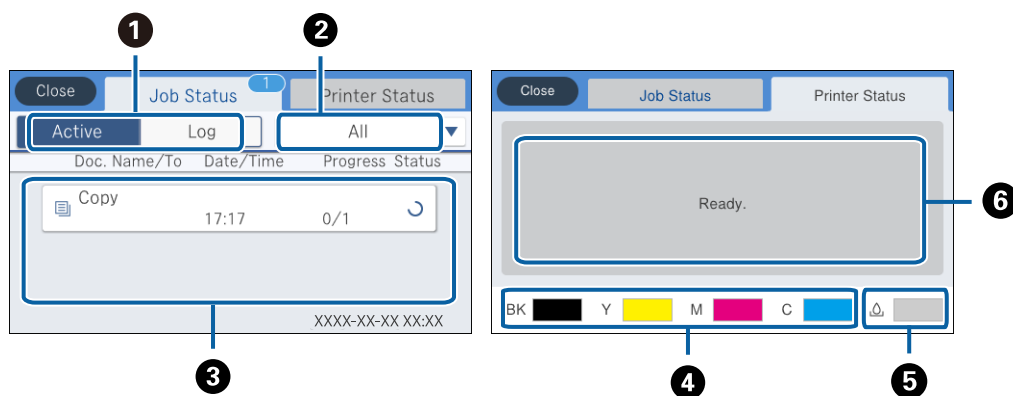 1 2
Close Job Status 1 Printer Status
Active Log All
Doc. Name/To Date/Time Progress Status
Copy
17:17 0/1
XXXX-XX-XX XX:XX
3
Close Job Status Printer Status
Ready.
6
BK Y M C
4 5